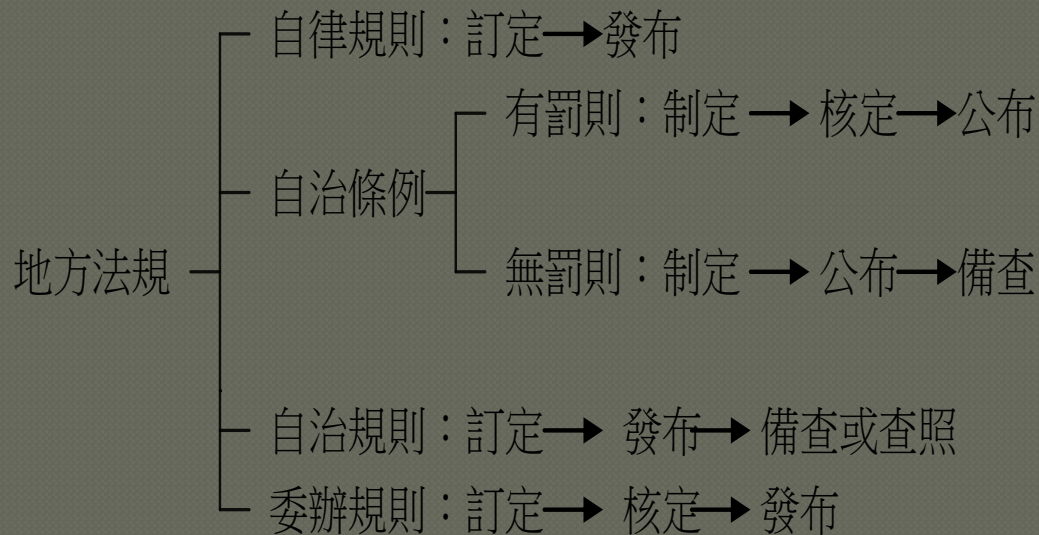 自律規則：訂定→發布
有罰則：制定→核定→公布
自治條例
無罰則：制定→公布→備查
地方法規
自治規則：訂定→發布→備查或查照
委辦規則：訂定→核定→發布